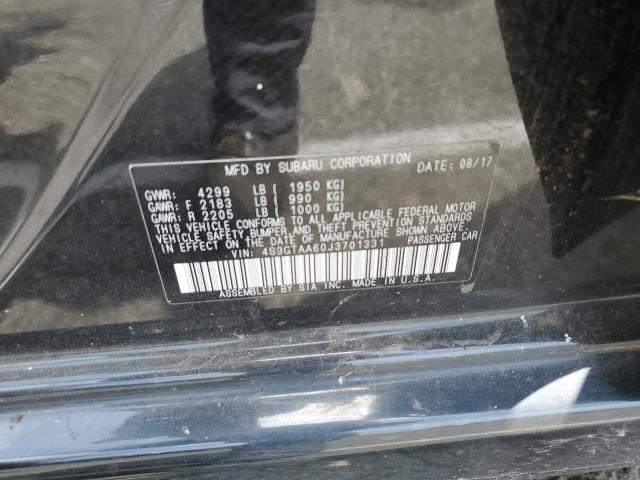 MFD BY SUBARU CORPORATION DATE: 08/17
GVWR: 4299 LB ( 1950 KG)
GAWR: F 2183 LB ( 990 KG)
GAWR: R 2205 LB ( 1000 KG)
THIS VEHICLE CONFORMS TO ALL APPLICABLE FEDERAL MOTOR
VEHICLE SAFETY, BUMPER, AND THEFT PREVENTION STANDARDS
IN EFFECT ON THE DATE OF MANUFACTURE SHOWN ABOVE.
VIN: 4S3GTAA60J3701331 PASSENGER CAR
ASSEMBLED BY SIA INC. MADE IN U.S.A.